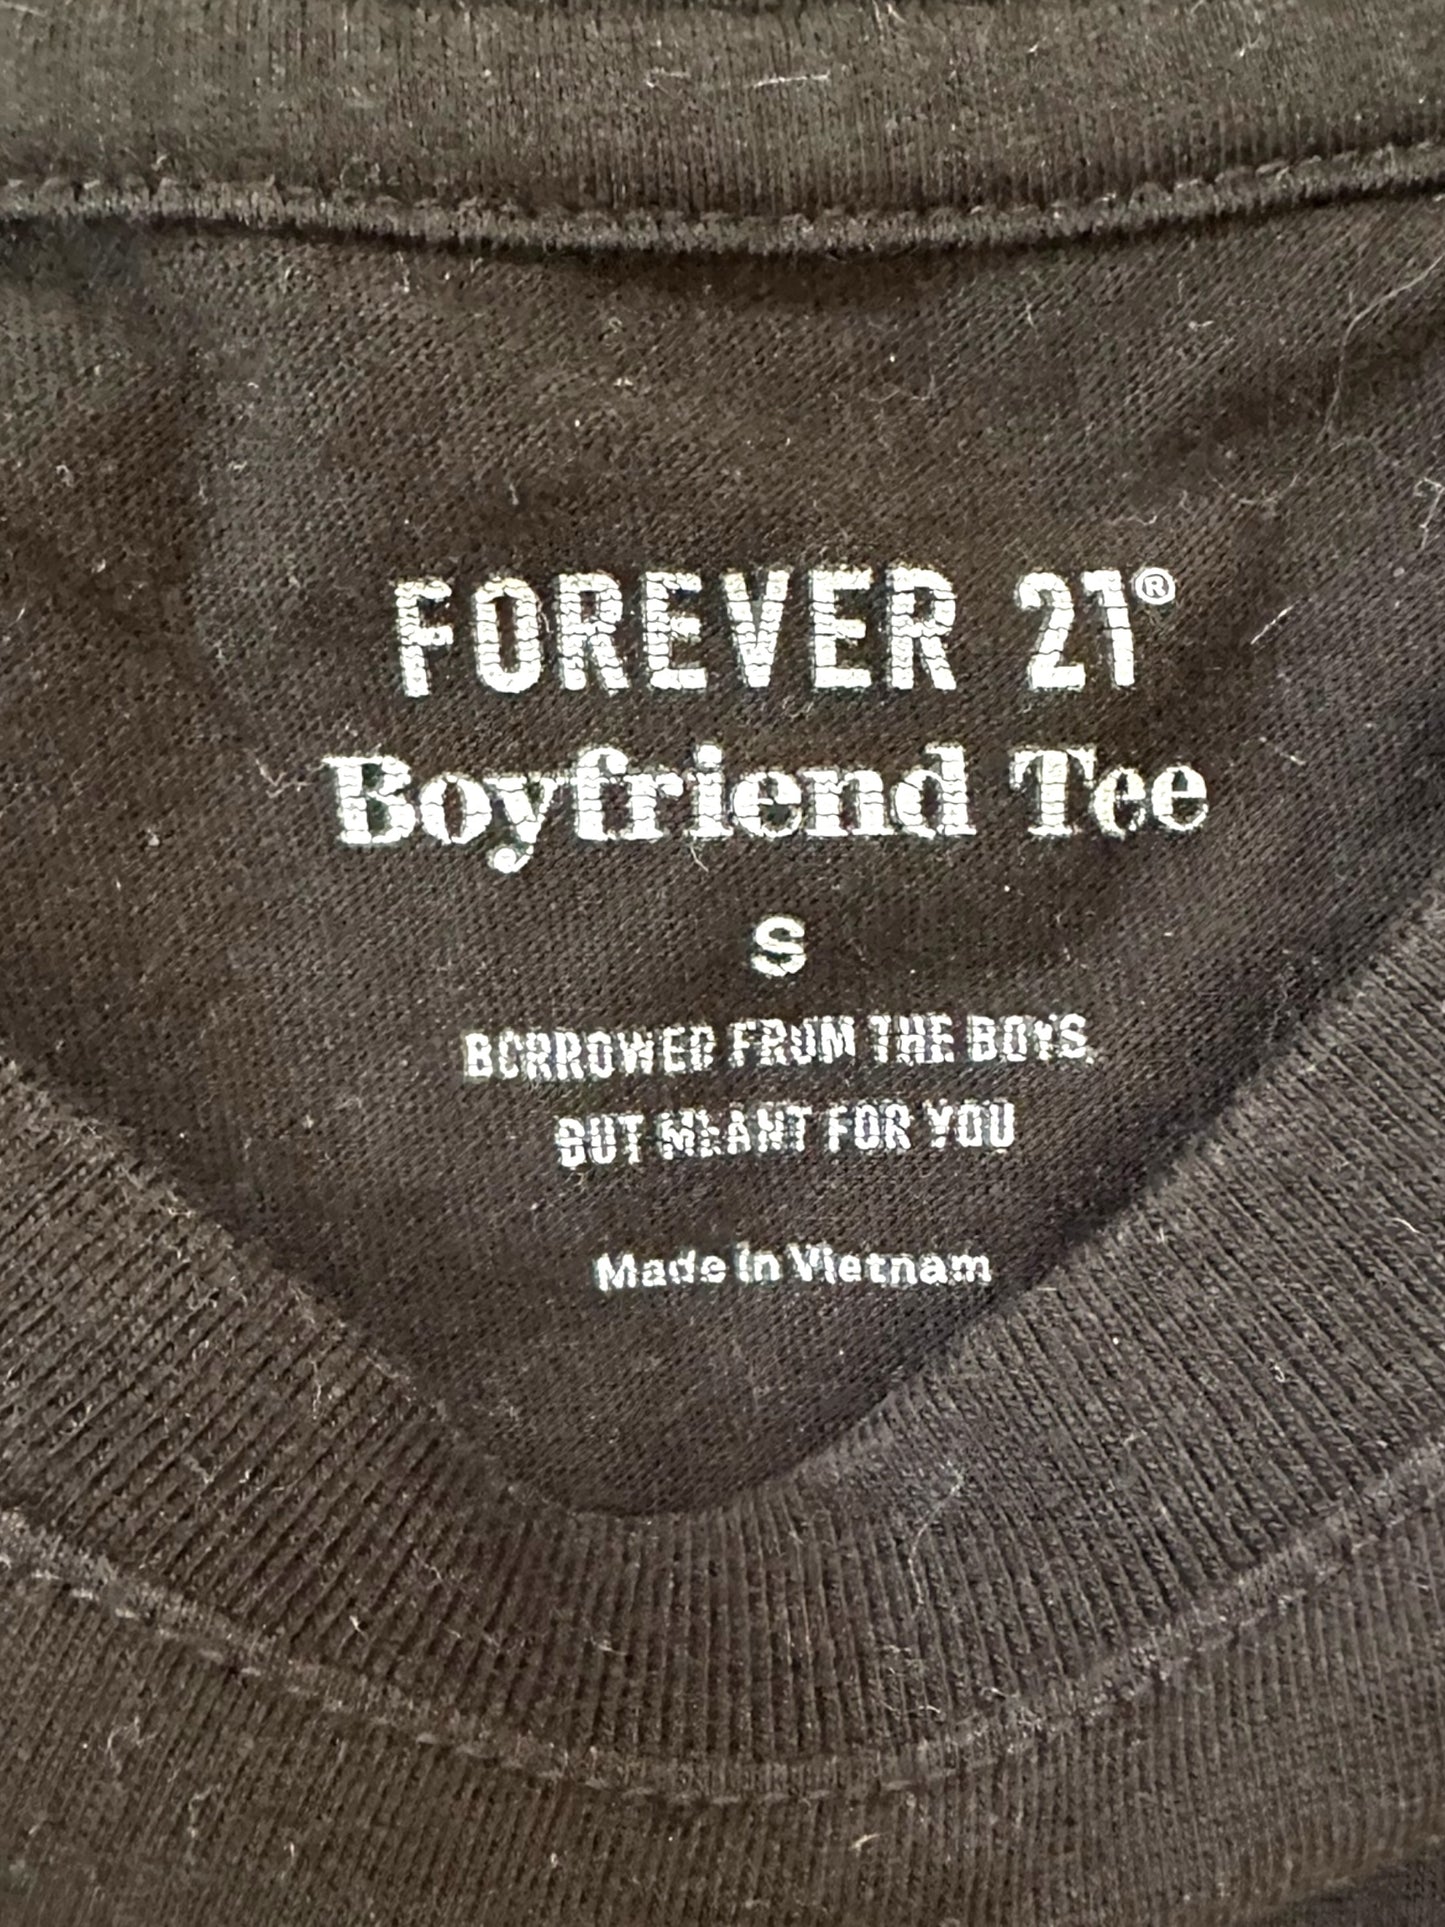 FOREVER 21®
Boyfriend Tee
S
BORROWED FROM THE BOYS
BUT MEANT FOR YOU
Made in Vietnam